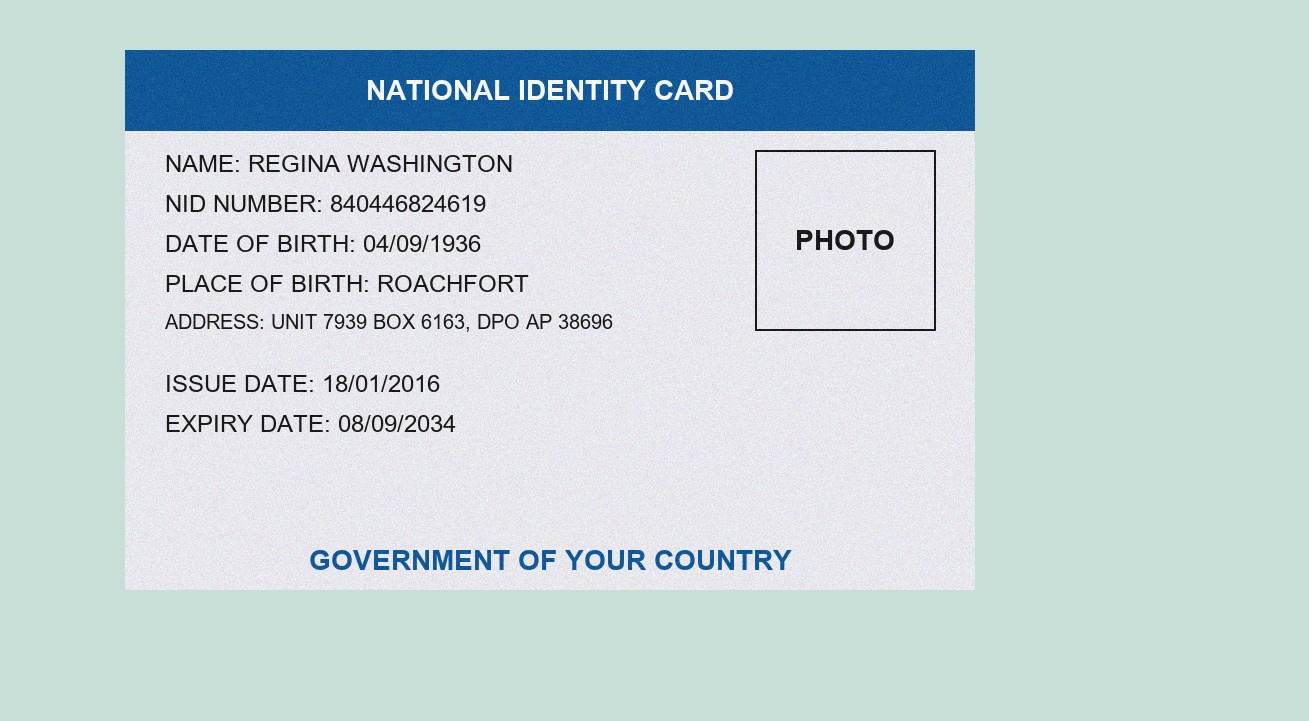 NATIONAL IDENTITY CARD
NAME: REGINA WASHINGTON
NID NUMBER: 840446824619
DATE OF BIRTH: 04/09/1936
PLACE OF BIRTH: ROACHFORT
ADDRESS: UNIT 7939 BOX 6163, DPO AP 38696
PHOTO
ISSUE DATE: 18/01/2016
EXPIRY DATE: 08/09/2034
GOVERNMENT OF YOUR COUNTRY